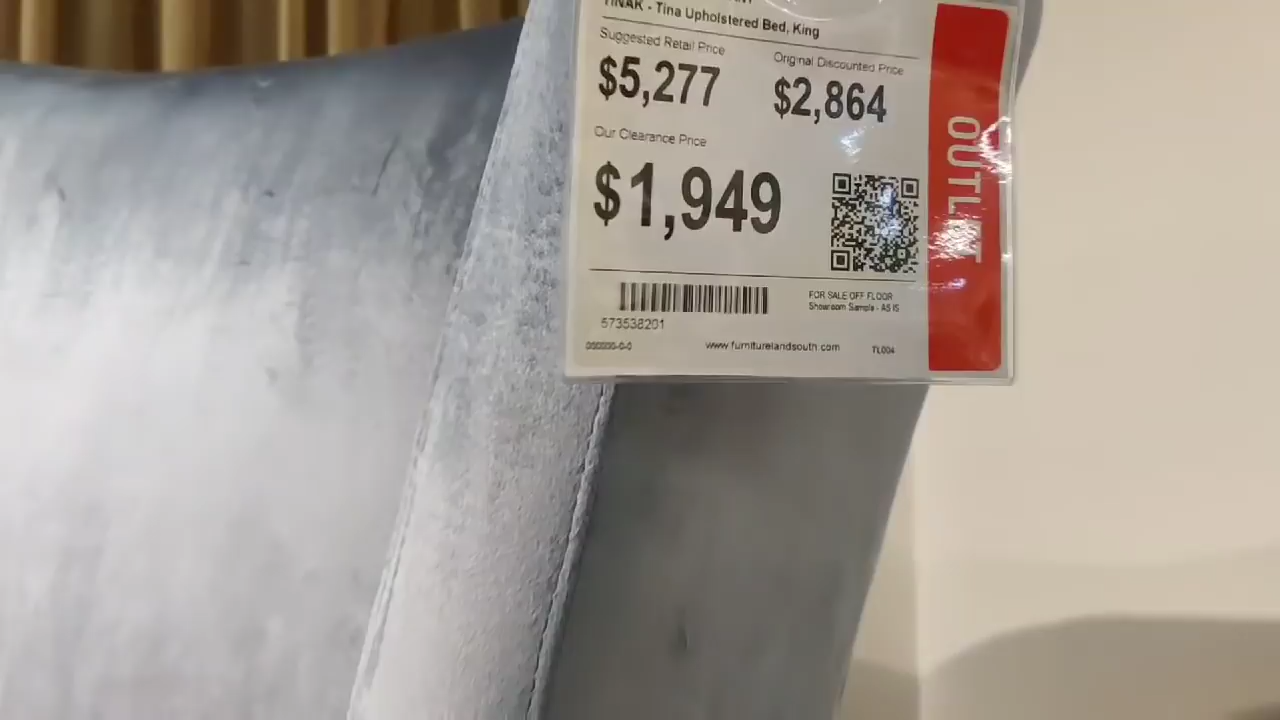 TINAK - Tina Upholstered Bed, King
Suggested Retail Price
Original Discounted Price
$5,277
$2,864
Our Clearance Price
$1,949
OUTLET
FOR SALE OFF FLOOR
Showroom Sample - AS IS
573538201
www.furniturelandsouth.com
TL004